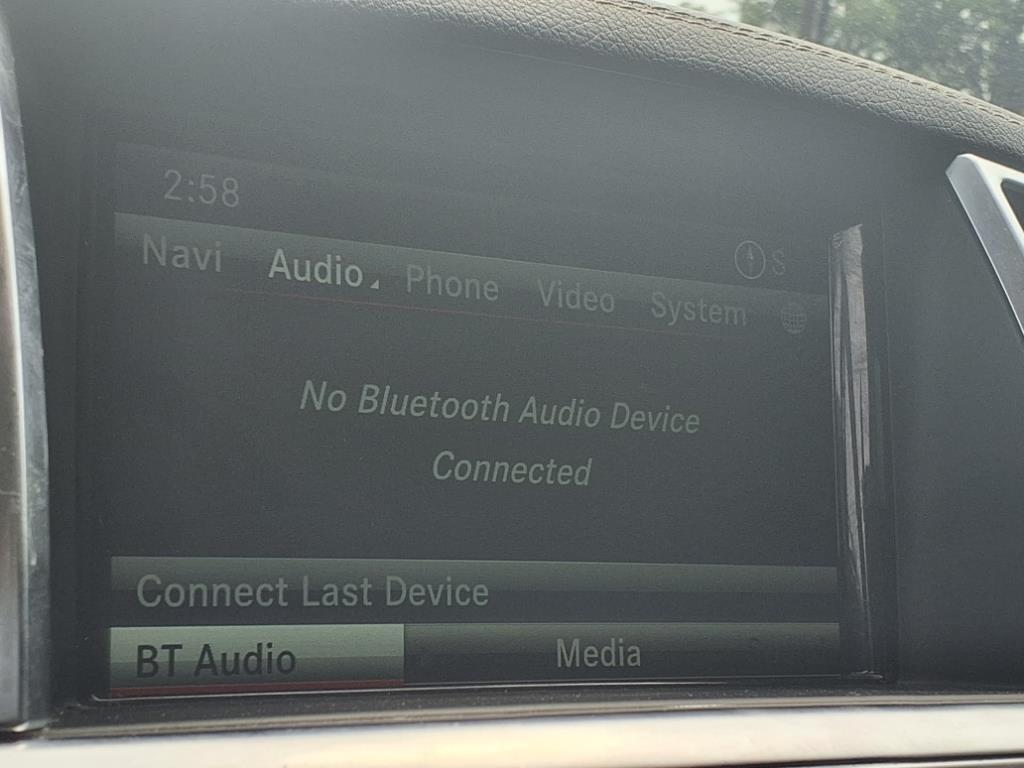 2:58
S
Navi Audio Phone Video System
No Bluetooth Audio Device
Connected
Connect Last Device
BT Audio Media